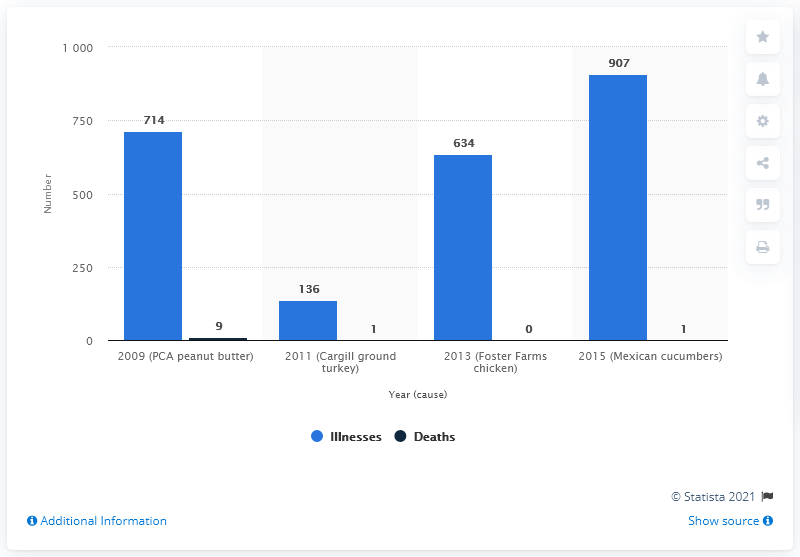 1 000
750
500
250
0
Number
714
9
136
1
634
0
907
1
2009 (PCA peanut butter)
2011 (Cargill ground
turkey)
2013 (Foster Farms
chicken)
2015 (Mexican cucumbers)
Year (cause)
Illnesses
Deaths
© Statista 2021
Additional Information
Show source